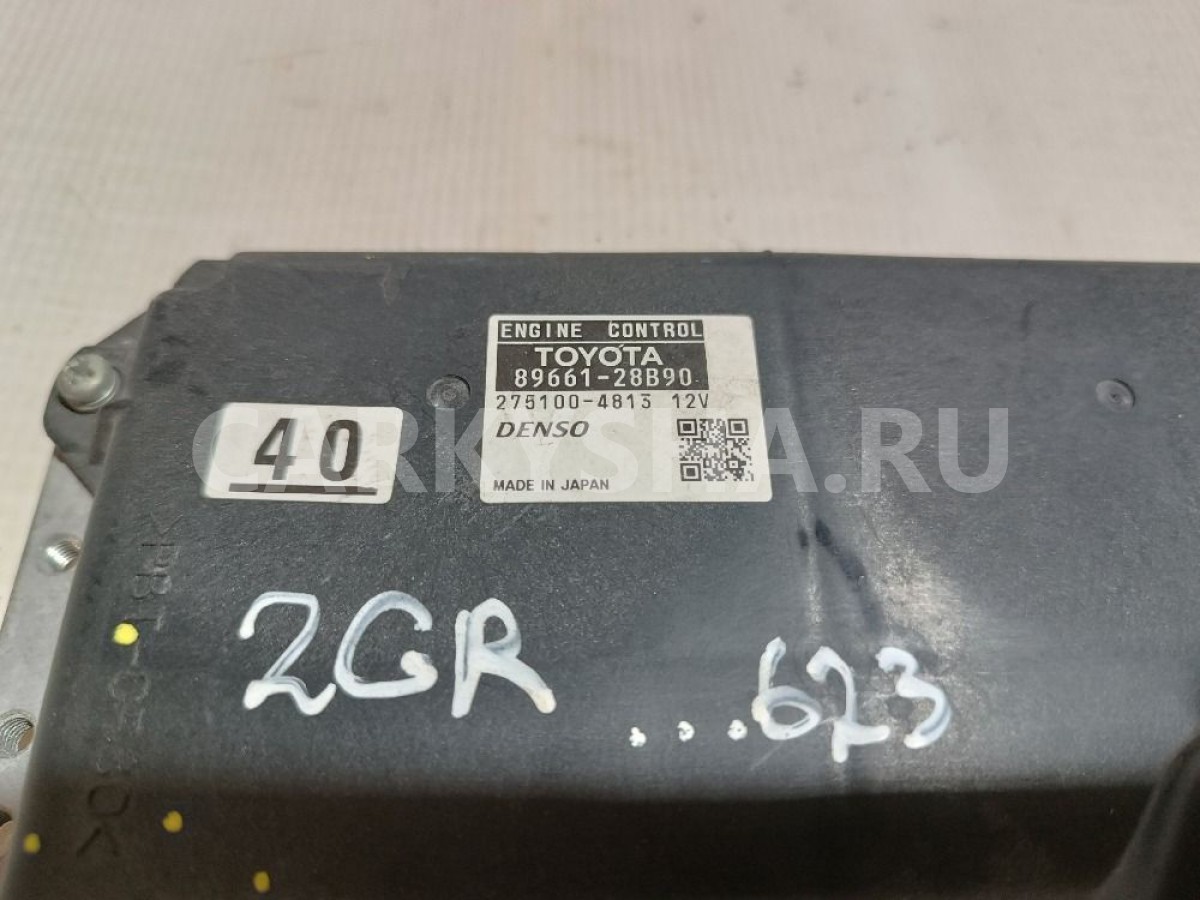 ENGINE CONTROL
TOYOTA
89661-28B90
275100-4813 12V
DENSO
MADE IN JAPAN
40
CARKYSHA.RU
2GR
...623